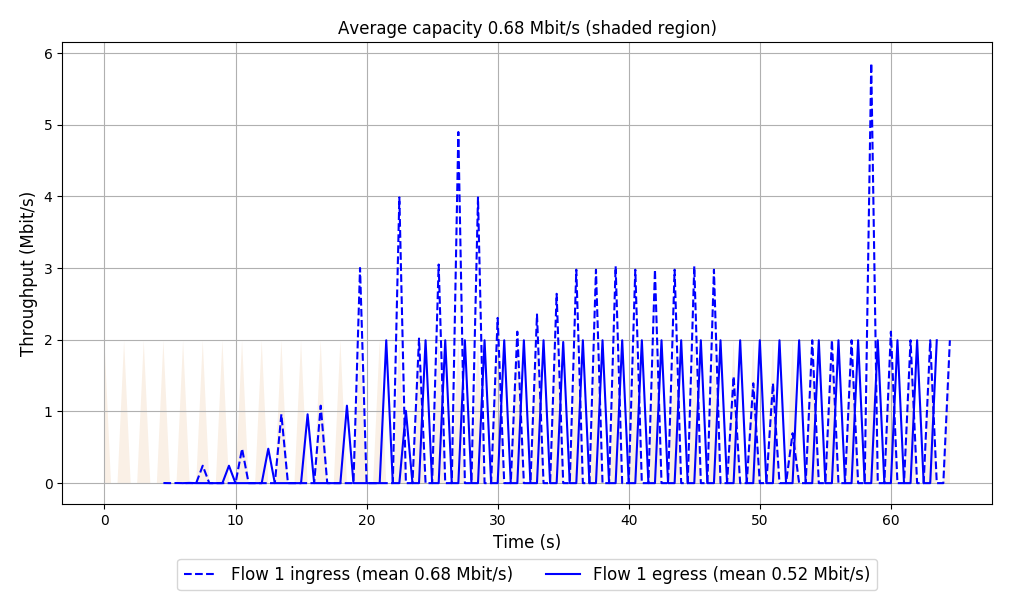 Average capacity 0.68 Mbit/s (shaded region)
6
5
4
3
2
1
0
Throughput (Mbit/s)
0 10 20 30 40 50 60
Time (s)
Flow 1 ingress (mean 0.68 Mbit/s) Flow 1 egress (mean 0.52 Mbit/s)